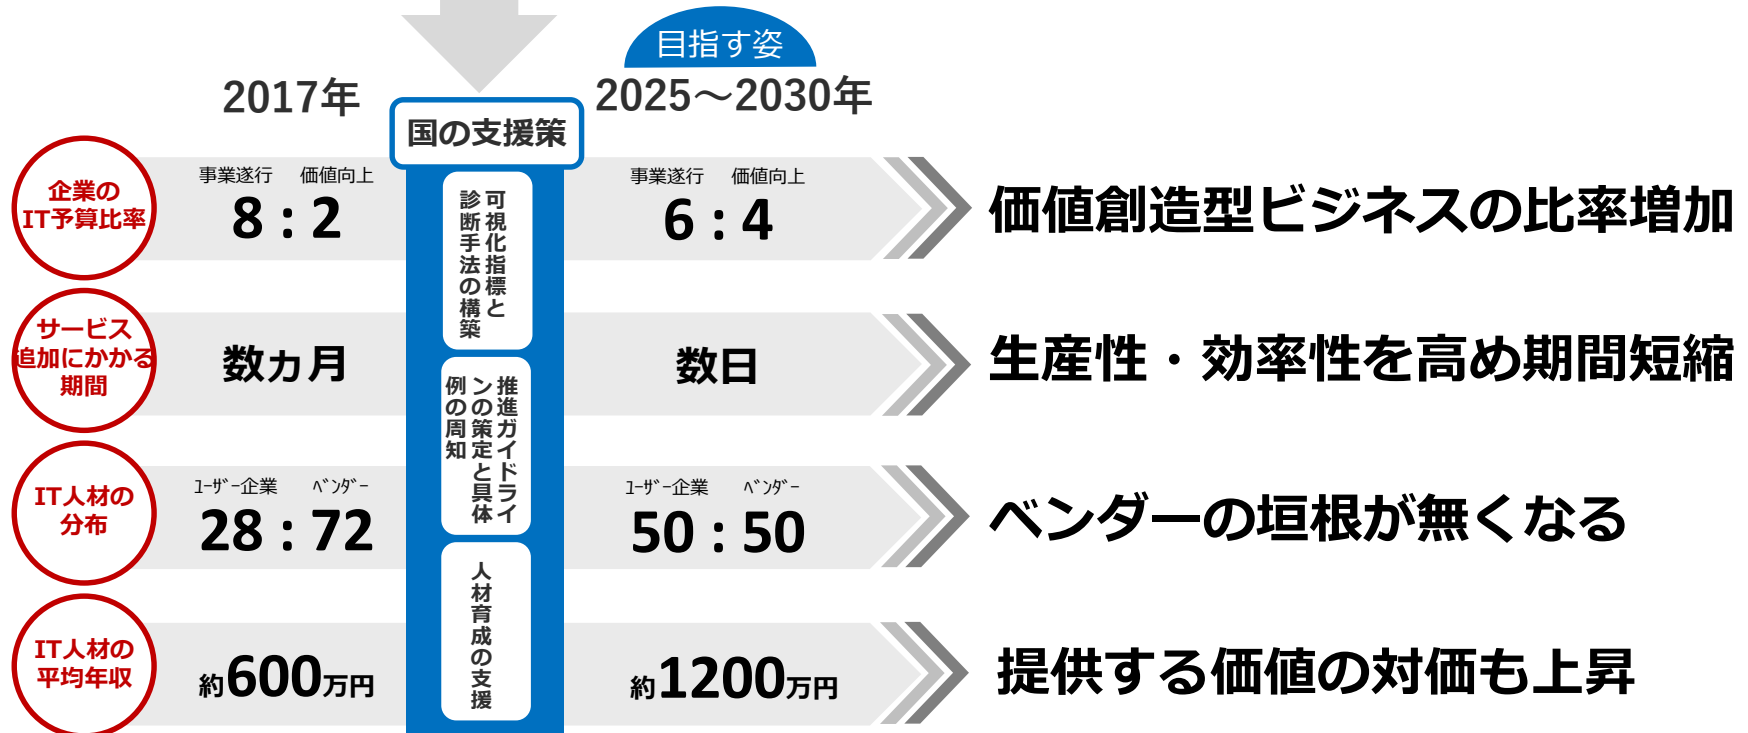 目指す姿
2017年
2025～2030年
国の支援策
企業の
IT予算比率
事業遂行 価値向上
8：2
事業遂行 価値向上
6：4
価値創造型ビジネスの比率増加
可視化指標と
診断手法の構築
サービス
追加にかかる
期間
数ヵ月
数日
生産性・効率性を高め期間短縮
推進ガイドライ
ンの策定と具体
例の周知
IT人材の
分布
ﾕｰｻﾞｰ企業 ﾍﾞﾝﾀﾞｰ
28：72
ﾕｰｻﾞｰ企業 ﾍﾞﾝﾀﾞｰ
50：50
ベンダーの垣根が無くなる
人材育成の支援
IT人材の
平均年収
約600万円
約1200万円
提供する価値の対価も上昇